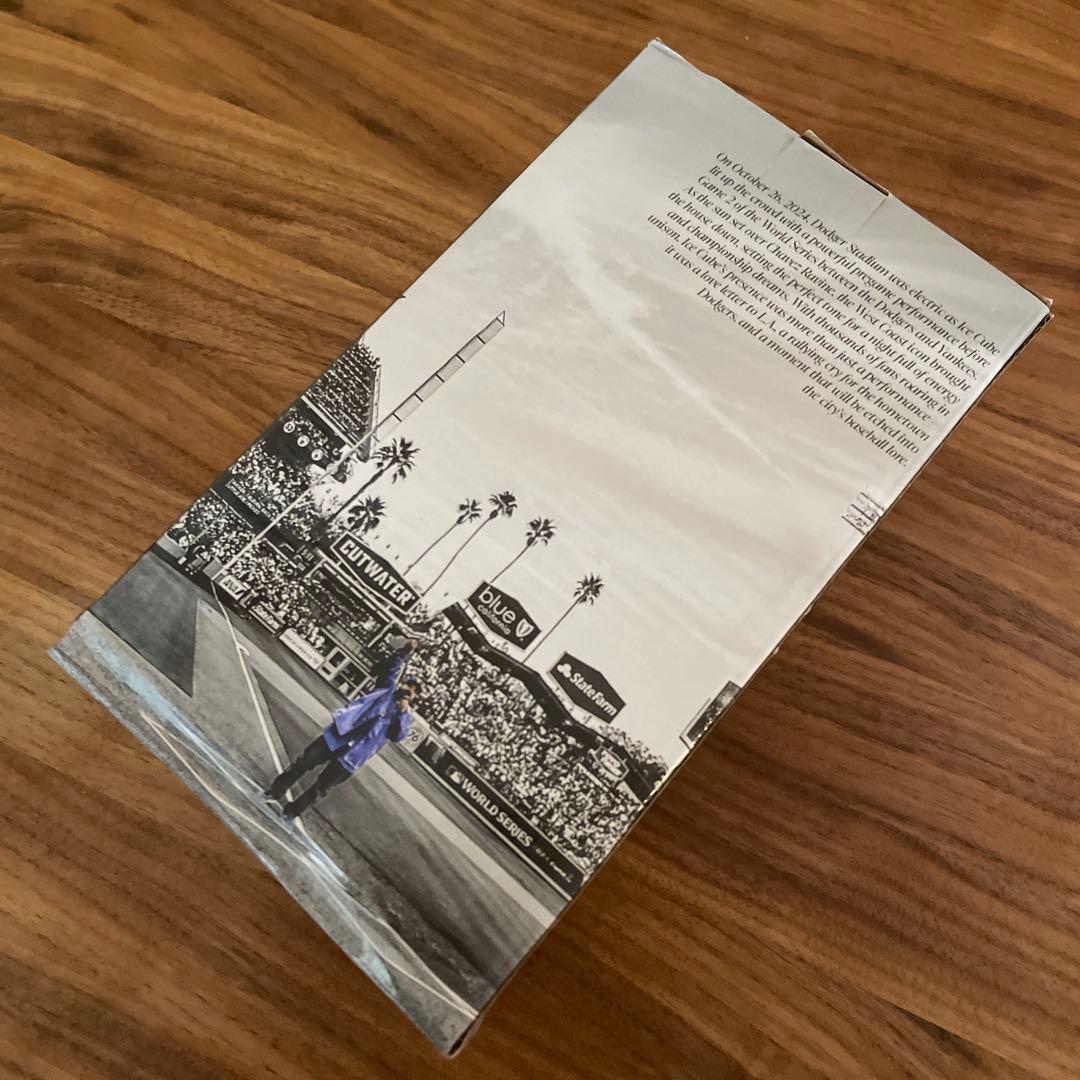 On October 26, 2024, Dodger Stadium was electric as Ice Cube
lit up the crowd with a powerful pregame performance before
Game 2 of the World Series between the Dodgers and Yankees.
As the sun set over Chavez Ravine, the West Coast icon brought
the house down, setting the perfect tone for a night full of energy
and championship dreams. With thousands of fans roaring in
unison, Ice Cube's presence was more than just a performance
it was a love letter to L.A., a rallying cry for the hometown
Dodgers, and a moment that will be etched into
the city's baseball lore.
CUTWATER
blue
california
StateFarm
WORLD SERIES